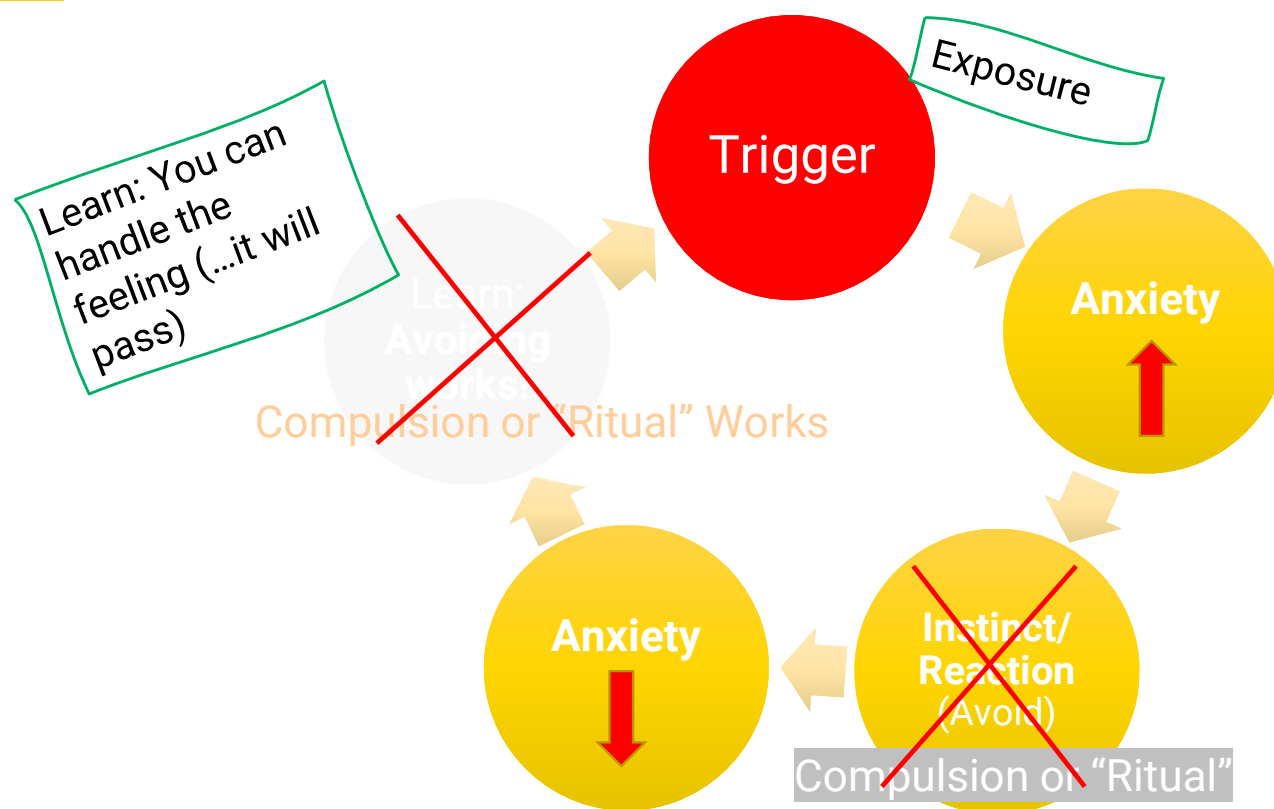 Exposure
Trigger
Learn: You can
handle the
feeling (...it will
pass)
Anxiety
Learn:
Avoiding
works!
Compulsion or “Ritual” Works
Anxiety
Instinct/
Reaction
(Avoid)
Compulsion or “Ritual”